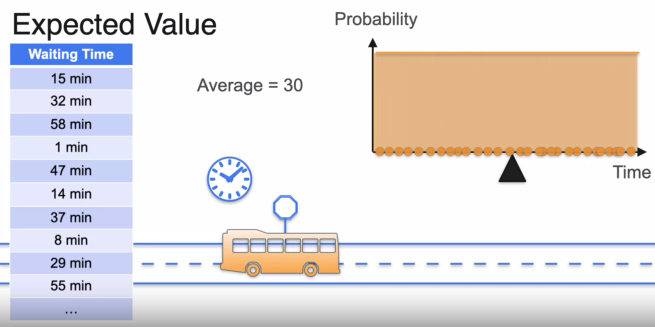 Expected Value
Waiting Time
15 min
32 min
58 min
1 min
47 min
14 min
37 min
8 min
29 min
55 min
...
Average = 30
Probability
Time